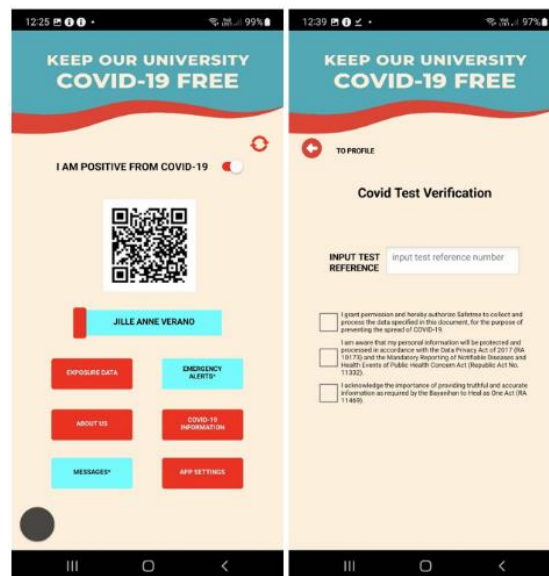 12:25
99%
KEEP OUR UNIVERSITY
COVID-19 FREE
I AM POSITIVE FROM COVID-19
JILLE ANNE VERANO
EXPOSURE DATA
EMERGENCY
ALERTS*
ABOUT US
COVID-19
INFORMATION
MESSAGES*
APP SETTINGS
12:39
97%
KEEP OUR UNIVERSITY
COVID-19 FREE
TO PROFILE
Covid Test Verification
INPUT TEST
REFERENCE
input test reference number
I grant permission and hereby authorize to collect and
process the data specified in this document, for the purpose of
preventing the spread of COVID-19.
I am aware that my personal information will be protected and
processed in accordance with the Data Privacy Act of 2017 (RA
10173) and the Mandatory Reporting of Notifiable Diseases and
Health Events of Public Health Concern Act (Republic Act No.
11332).
I acknowledge the importance of providing truthful and accurate
information as required by the Bayanihan to Heal as One Act (RA
11469).